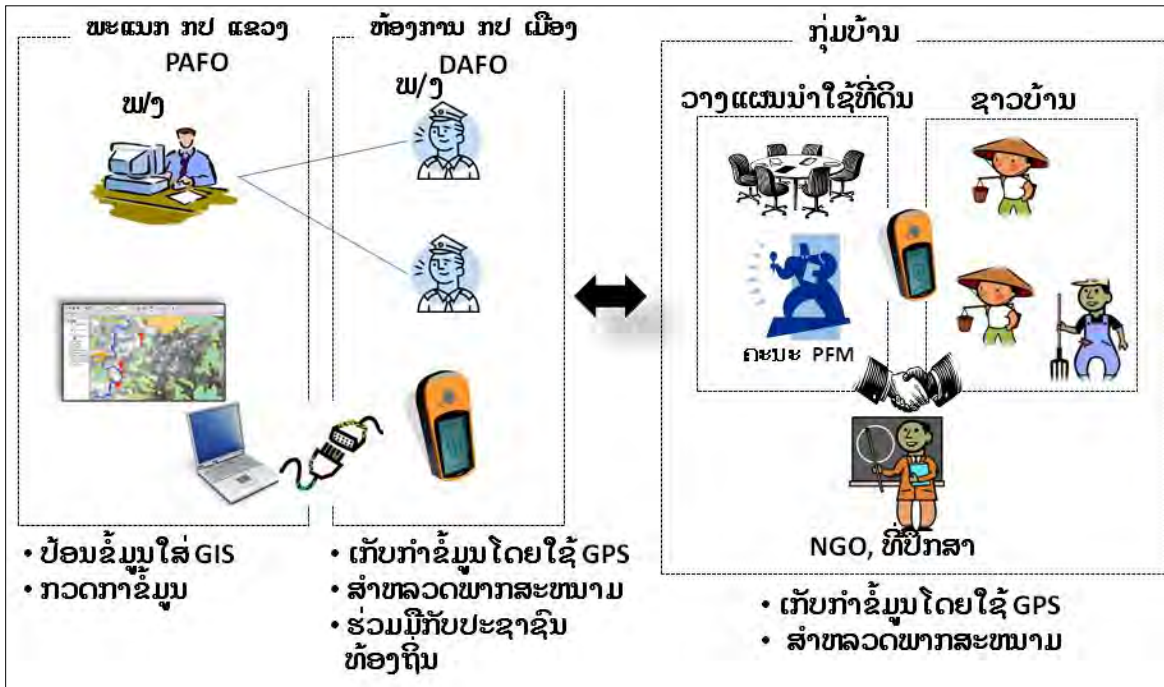 ພະແນກ ກປ ແຂວງ
PAFO
ພ/ງ
ຫ້ອງການ ກປ ເມືອງ
DAFO
ພ/ງ
ກຸ່ມບ້ານ
ວາງແຜນນຳໃຊ້ທີ່ດິນ
ຊາວບ້ານ
ຄະນະ PFM
NGO, ທີ່ປຶກສາ
• ປ້ອນຂໍ້ມູນໃສ່ GIS
• ກວດກາຂໍ້ມູນ
• ເກັບກຳຂໍ້ມູນໂດຍໃຊ້ GPS
• ສຳຫລວດພາກສະຫນາມ
• ຮ່ວມມືກັບປະຊາຊົນ
ທ້ອງຖິ່ນ
• ເກັບກຳຂໍ້ມູນໂດຍໃຊ້ GPS
• ສຳຫລວດພາກສະຫນາມ